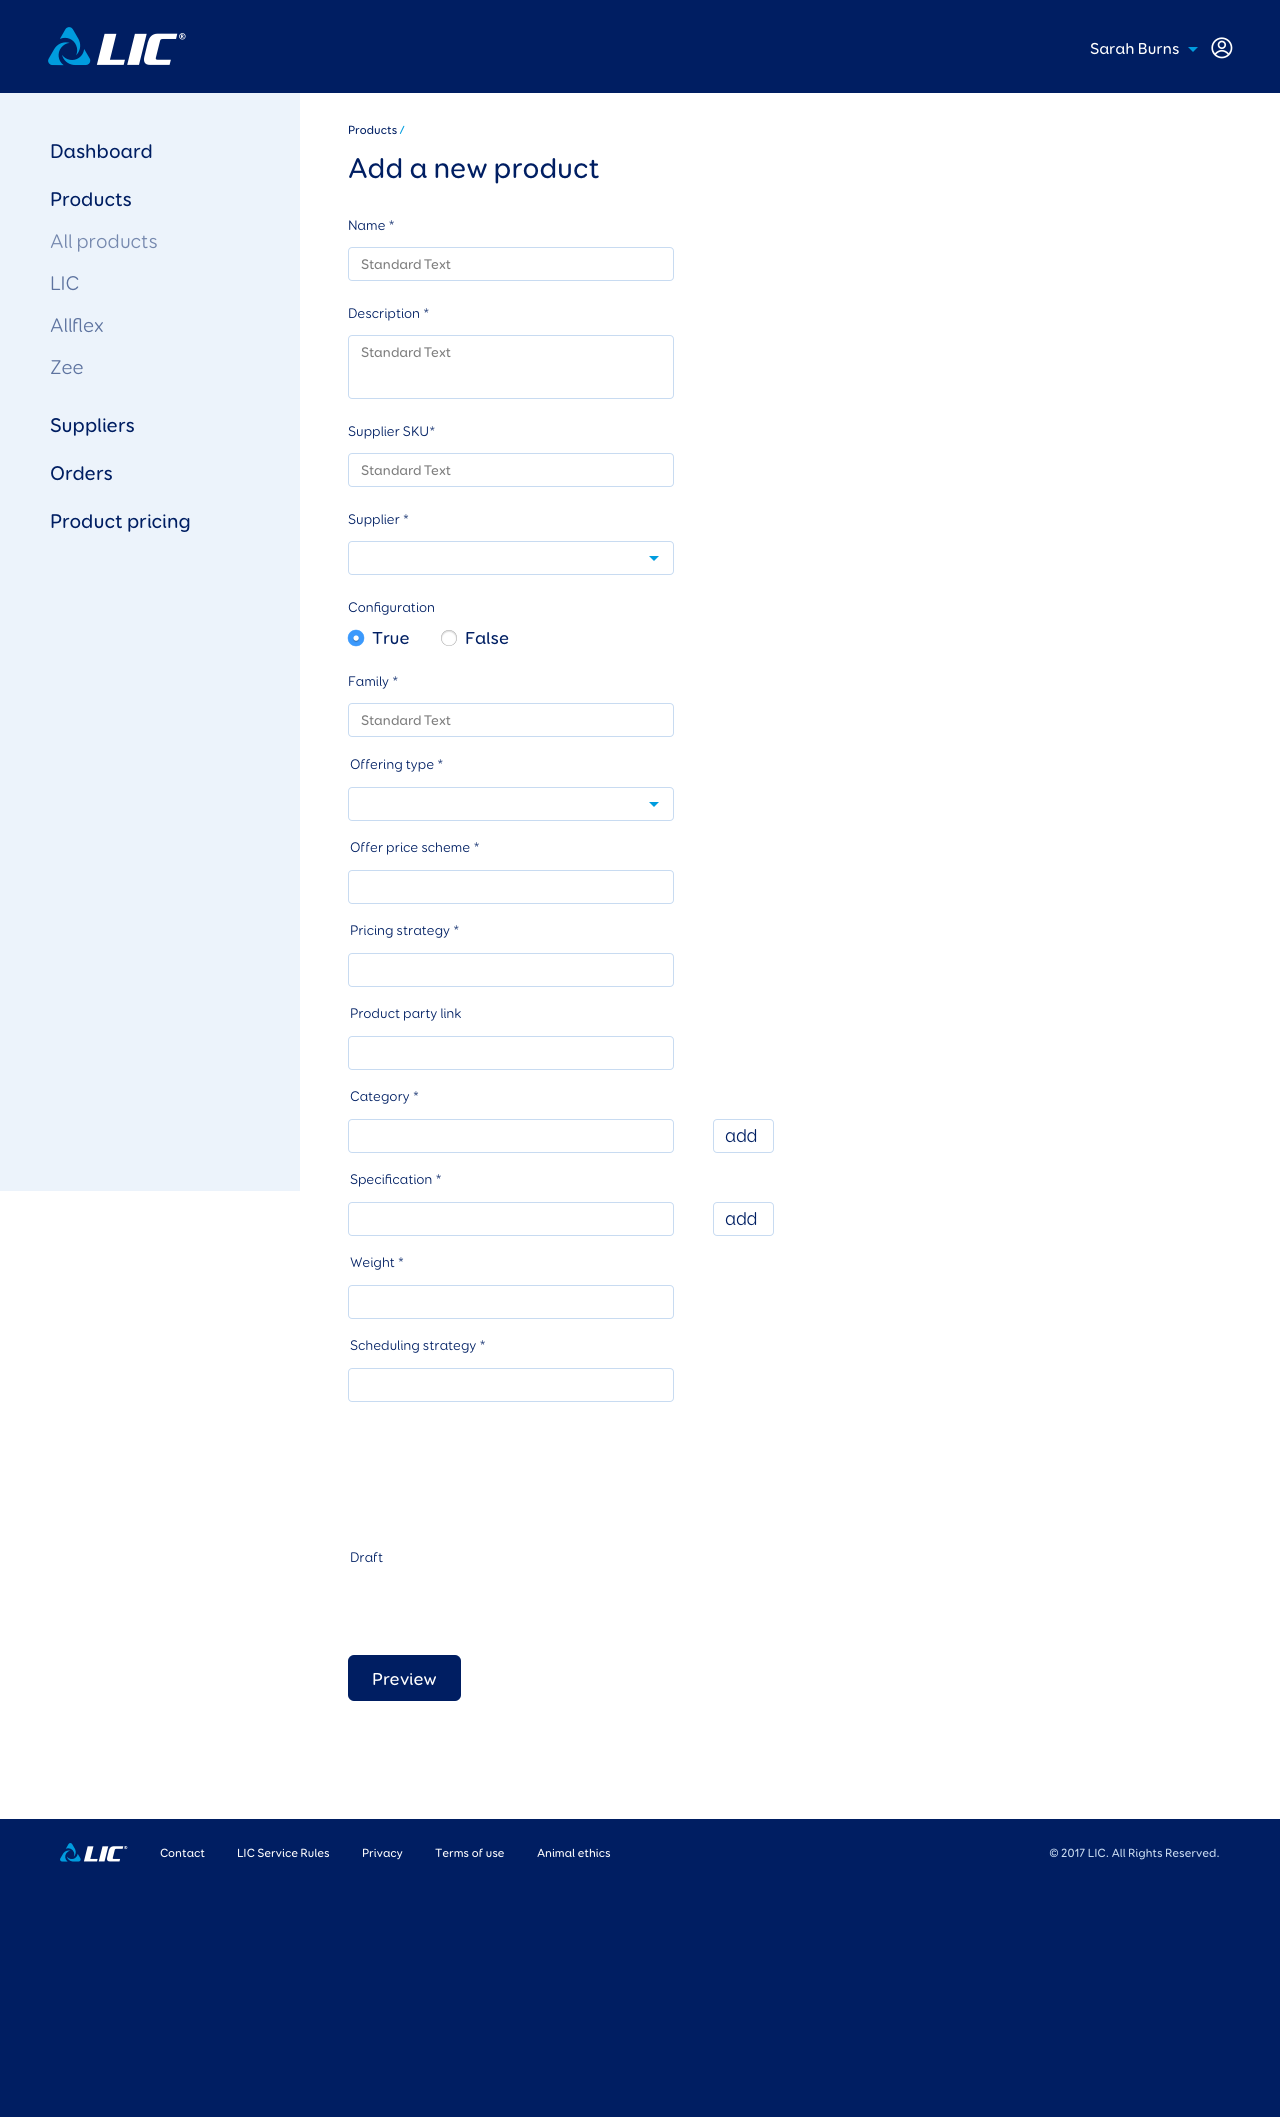 LIC®
Sarah Burns
Dashboard
Products
All products
LIC
Allflex
Zee
Suppliers
Orders
Product pricing
Products /
Add a new product
Name *
Standard Text
Description *
Standard Text
Supplier SKU*
Standard Text
Supplier *
Configuration
True False
Family *
Standard Text
Offering type *
Offer price scheme *
Pricing strategy *
Product party link
Category *
add
Specification *
add
Weight *
Scheduling strategy *
Draft
Preview
LIC® Contact LIC Service Rules Privacy Terms of use Animal ethics © 2017 LIC. All Rights Reserved.